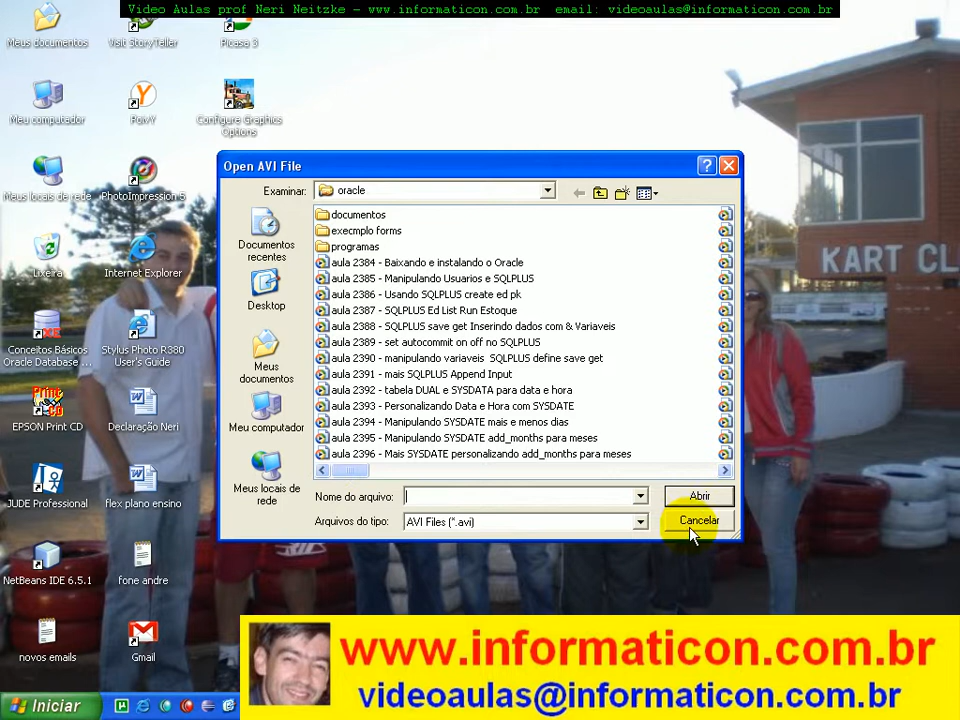 Video Aulas prof Neri Neitzke – www.informaticon.com.br email: videoaulas@informaticon.com.br
Meus documentos
Visit StoryTeller
Picasa 3
Meu computador
PoivY
Configure Graphics
Options
Meus locais de rede
PhotoImpression 5
Lixeira
Internet Explorer
Conceitos Básicos
Oracle Database ...
Stylus Photo R380
User's Guide
Print CD
EPSON Print CD
Declaração Neri
JUDE Professional
flex plano ensino
NetBeans IDE 6.5.1
fone andre
novos emails
Gmail
KART CL
Open AVI File
Examinar:
oracle
Documentos
recentes
Desktop
Meus
documentos
Meu computador
Meus locais de
rede
documentos
execmplo forms
programas
aula 2384 - Baixando e instalando o Oracle
aula 2385 - Manipulando Usuarios e SQLPLUS
aula 2386 - Usando SQLPLUS create ed pk
aula 2387 - SQLPLUS Ed List Run Estoque
aula 2388 - SQLPLUS save get Inserindo dados com & Variaveis
aula 2389 - set autocommit on off no SQLPLUS
aula 2390 - manipulando variaveis SQLPLUS define save get
aula 2391 - mais SQLPLUS Append Input
aula 2392 - tabela DUAL e SYSDATA para data e hora
aula 2393 - Personalizando Data e Hora com SYSDATE
aula 2394 - Manipulando SYSDATE mais e menos dias
aula 2395 - Manipulando SYSDATE add_months para meses
aula 2396 - Mais SYSDATE personalizando add_months para meses
Nome do arquivo:
Abrir
Arquivos do tipo:
AVI Files (*.avi)
Cancelar
www.informaticon.com.br
videoaulas@informaticon.com.br
Iniciar